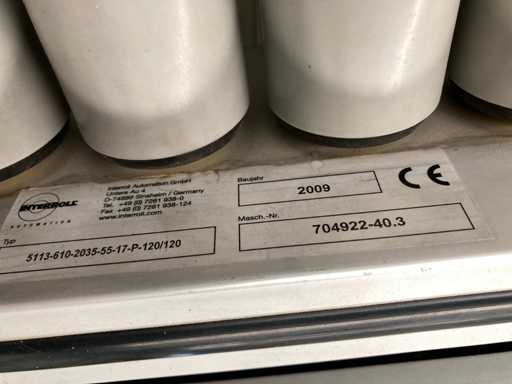 INTERROLL
AUTOMATION
Interroll Automation GmbH
Untere Au 4
D-74889 Sinsheim / Germany
Tel. +49 (0) 7261 938-0
Fax +49 (0) 7261 938-124
www.interroll.com
Typ
5113-610-2035-55-17-P-120/120
Baujahr
2009
CE
Masch.-Nr.
704922-40.3